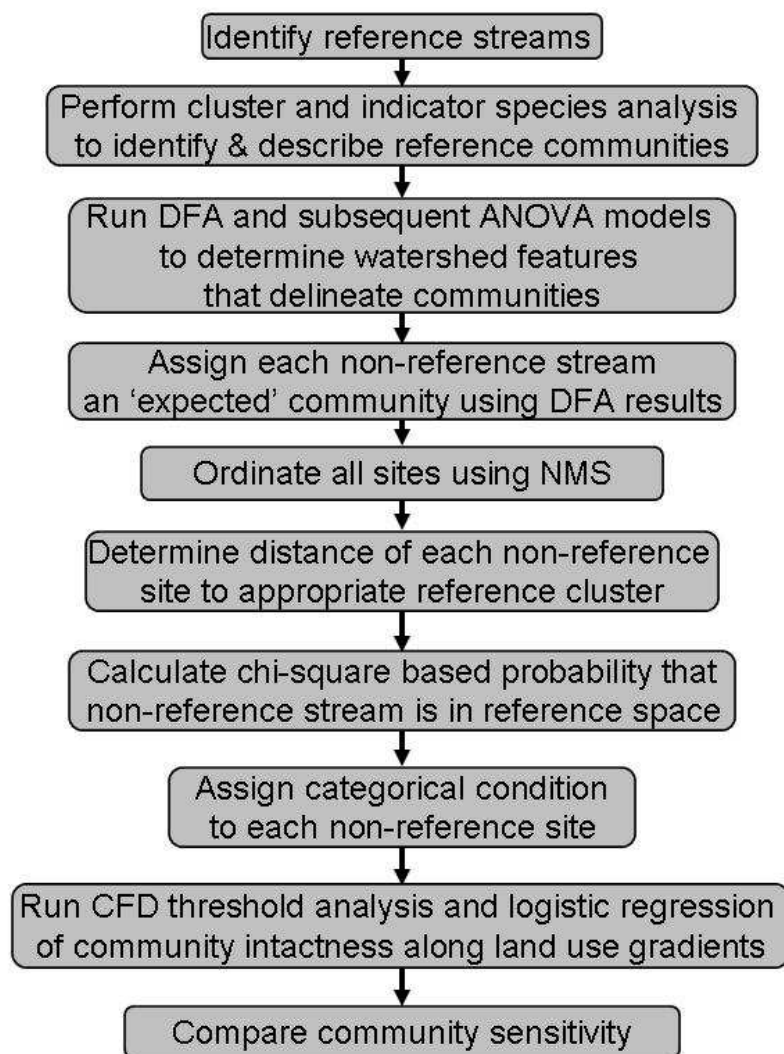 Identify reference streams
Perform cluster and indicator species analysis
to identify & describe reference communities
Run DFA and subsequent ANOVA models
to determine watershed features
that delineate communities
Assign each non-reference stream
an ‘expected’ community using DFA results
Ordinate all sites using NMS
Determine distance of each non-reference
site to appropriate reference cluster
Calculate chi-square based probability that
non-reference stream is in reference space
Assign categorical condition
to each non-reference site
Run CFD threshold analysis and logistic regression
of community intactness along land use gradients
Compare community sensitivity